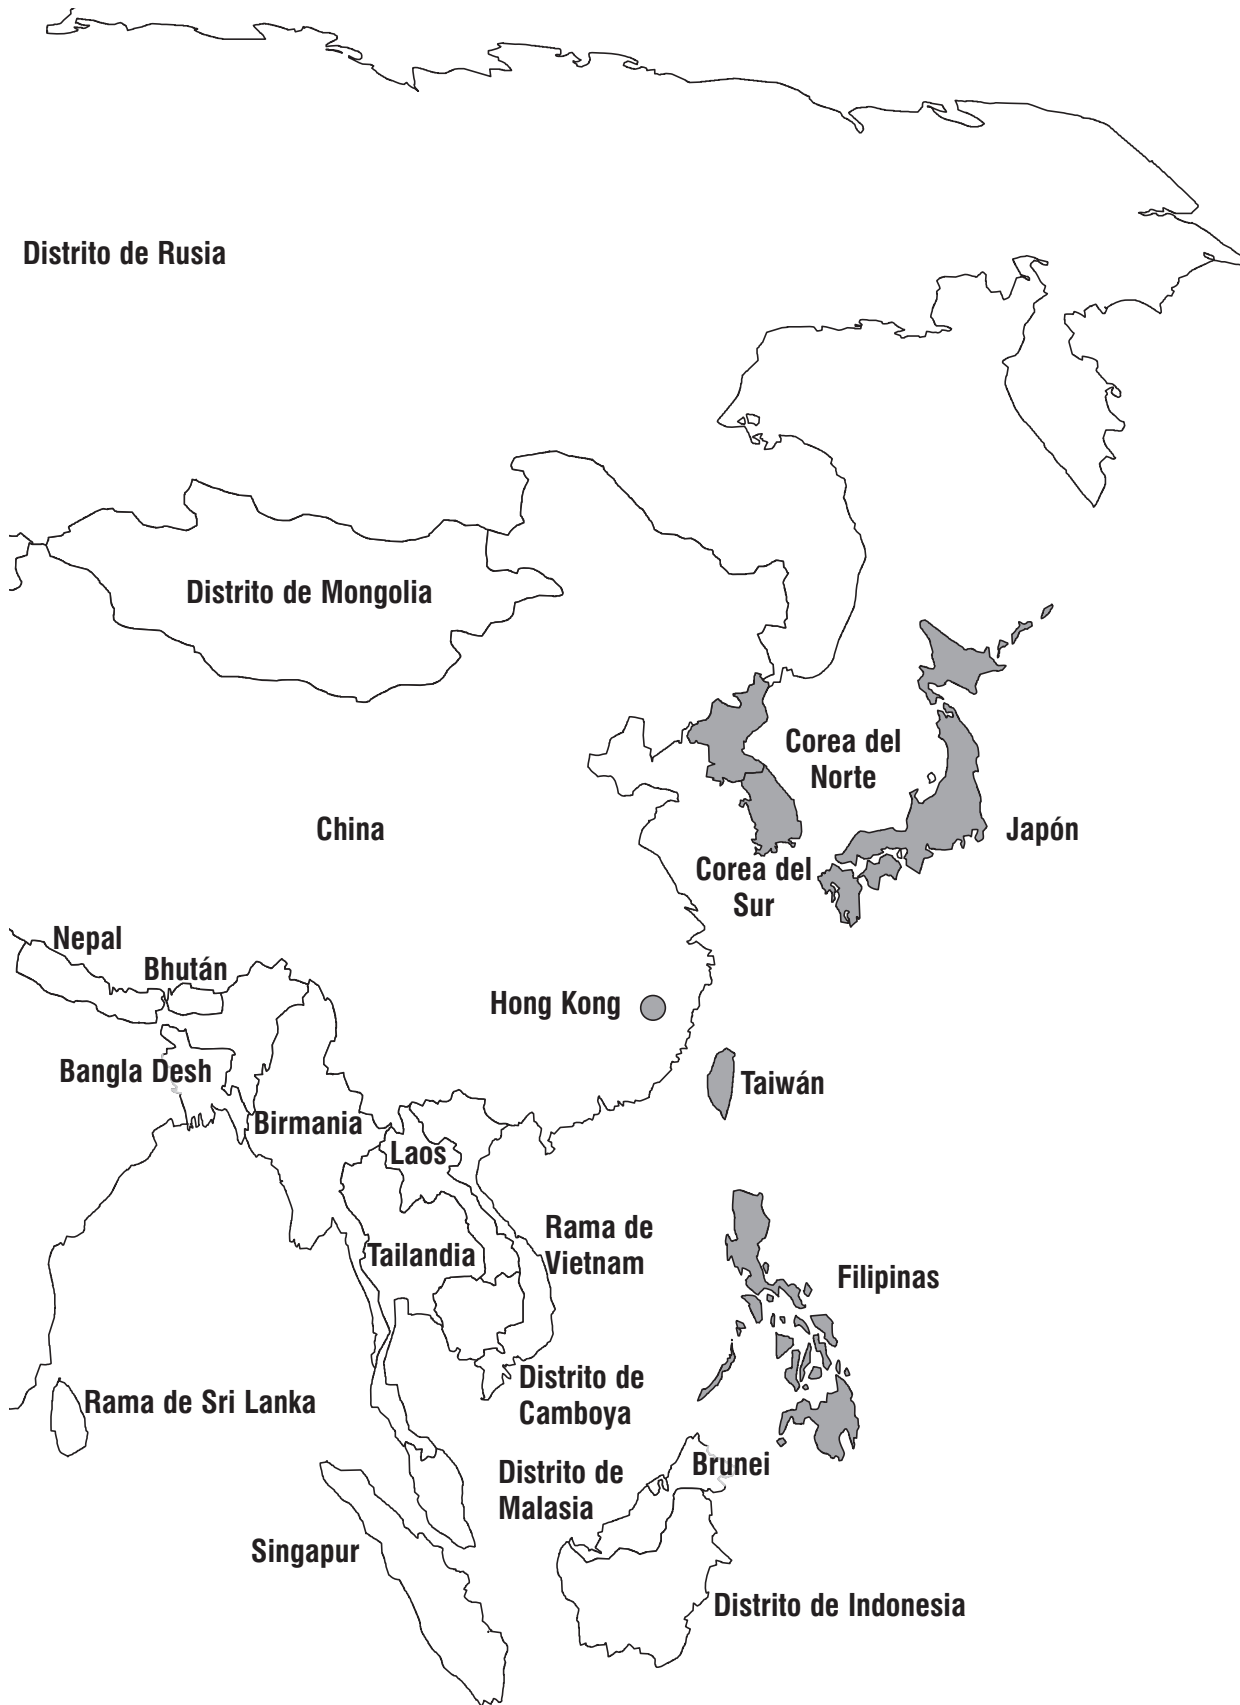 Distrito de Rusia
Distrito de Mongolia
Corea del
Norte
China
Japón
Corea del
Sur
Nepal
Bhután
Hong Kong
Bangla Desh
Taiwán
Birmania
Laos
Rama de
Vietnam
Tailandia
Filipinas
Distrito de
Camboya
Rama de Sri Lanka
Distrito de
Malasia
Brunei
Singapur
Distrito de Indonesia